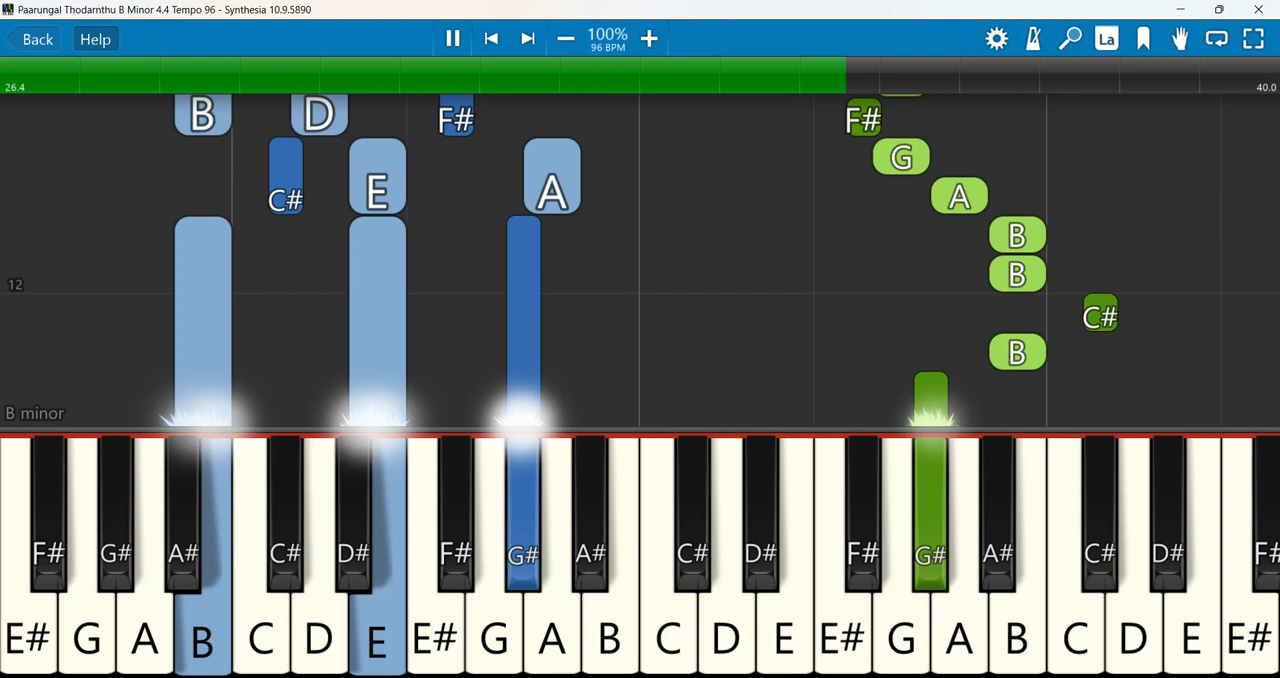 Paarungal Thodarnthu B Minor 4.4 Tempo 96 - Synthesia 10.9.5890
Back Help 100% La
96 BPM
26.4 40.0
B D F# F#
G
C# E A A
B
B
12
C#
B
B minor
F# G# A# C# D# F# G# A# C# D# F# G# A# C# D# F#
E# G A B C D E E# G A B C D E E# G A B C D E E#